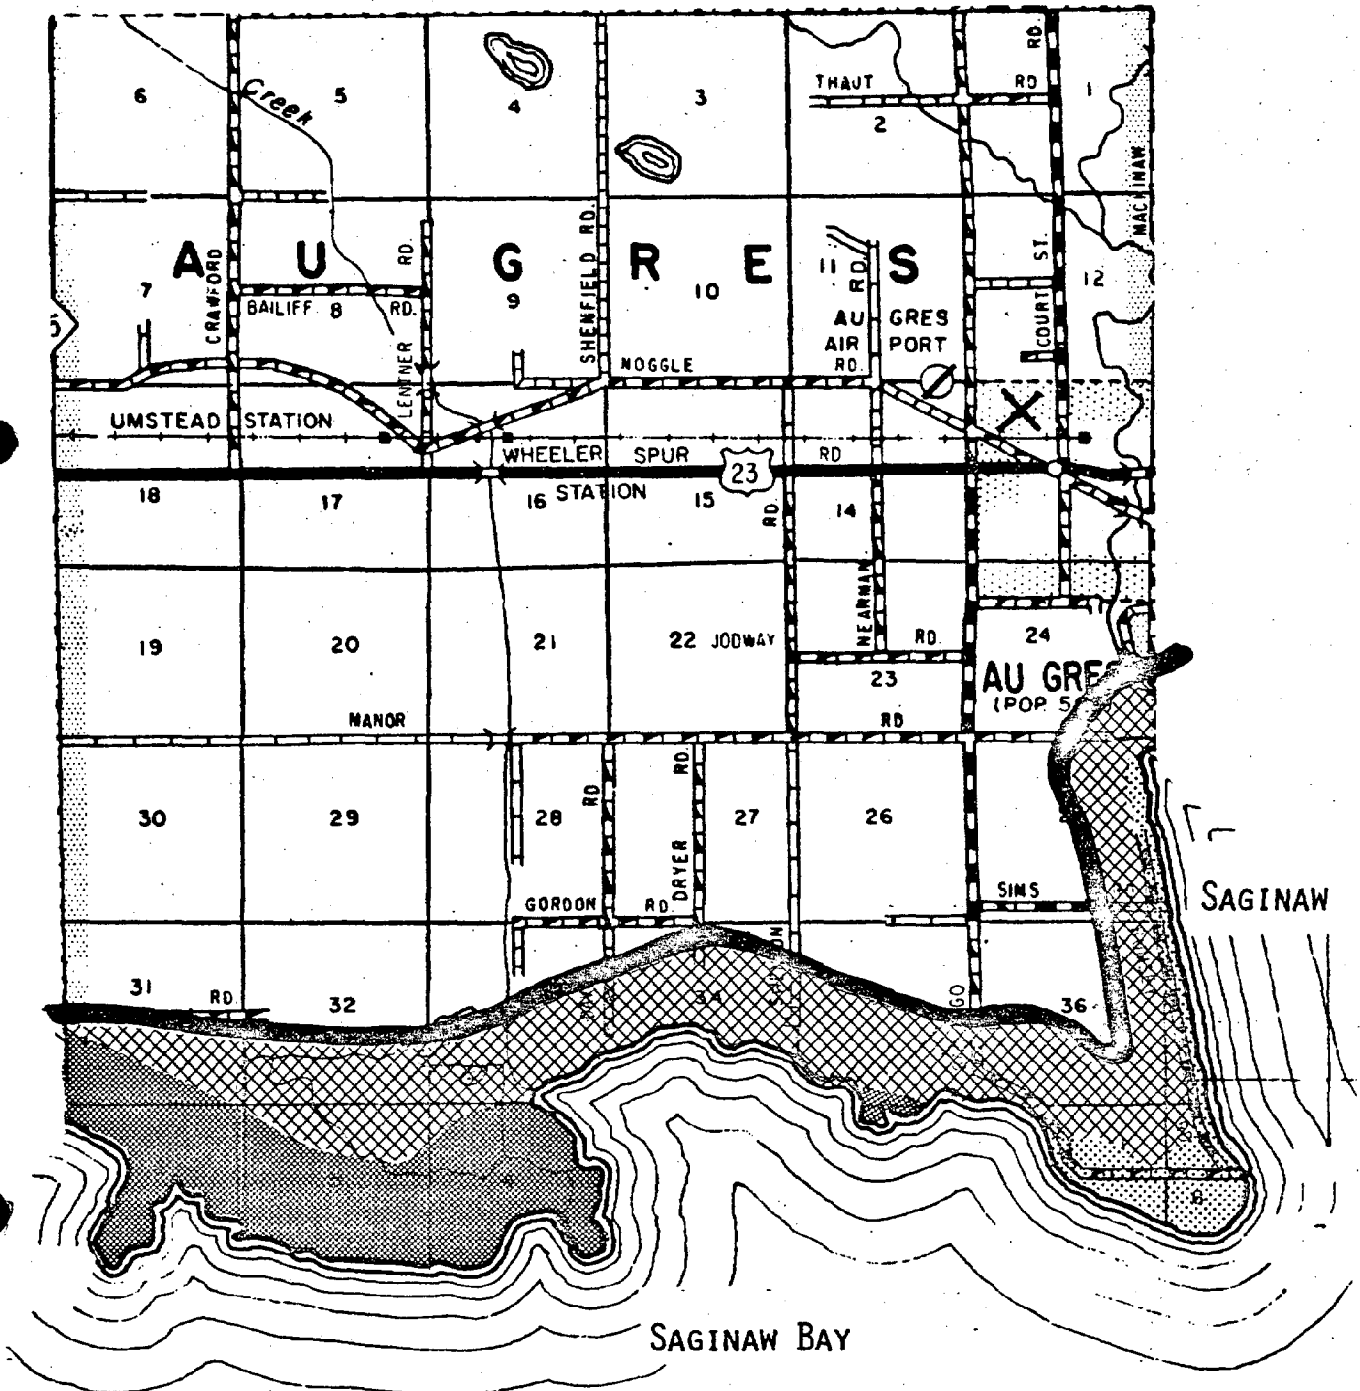 RD.
6
Creek
5
4
3
THAUT RD
2
1
MACKINAW
A U G R E S
CRAWFORD
RD.
SHENFIELD RD.
11
RD.
ST.
7
BAILIFF RD.
8
9
10
12
AU GRES
AIR PORT
COURT
LENTNER
NOGGLE RD.
UMSTEAD STATION
WHEELER SPUR RD
STATION
23
18
17
16
15
RD
14
NEARMAN
19
20
21
22
JODWAY RD.
23
24
AU GRES
(POP.
MANOR RD
30
29
28
RD
DRYER RD.
27
26
GORDON RD
SIMS
SAGINAW
31
RD.
32
36
SAGINAW BAY